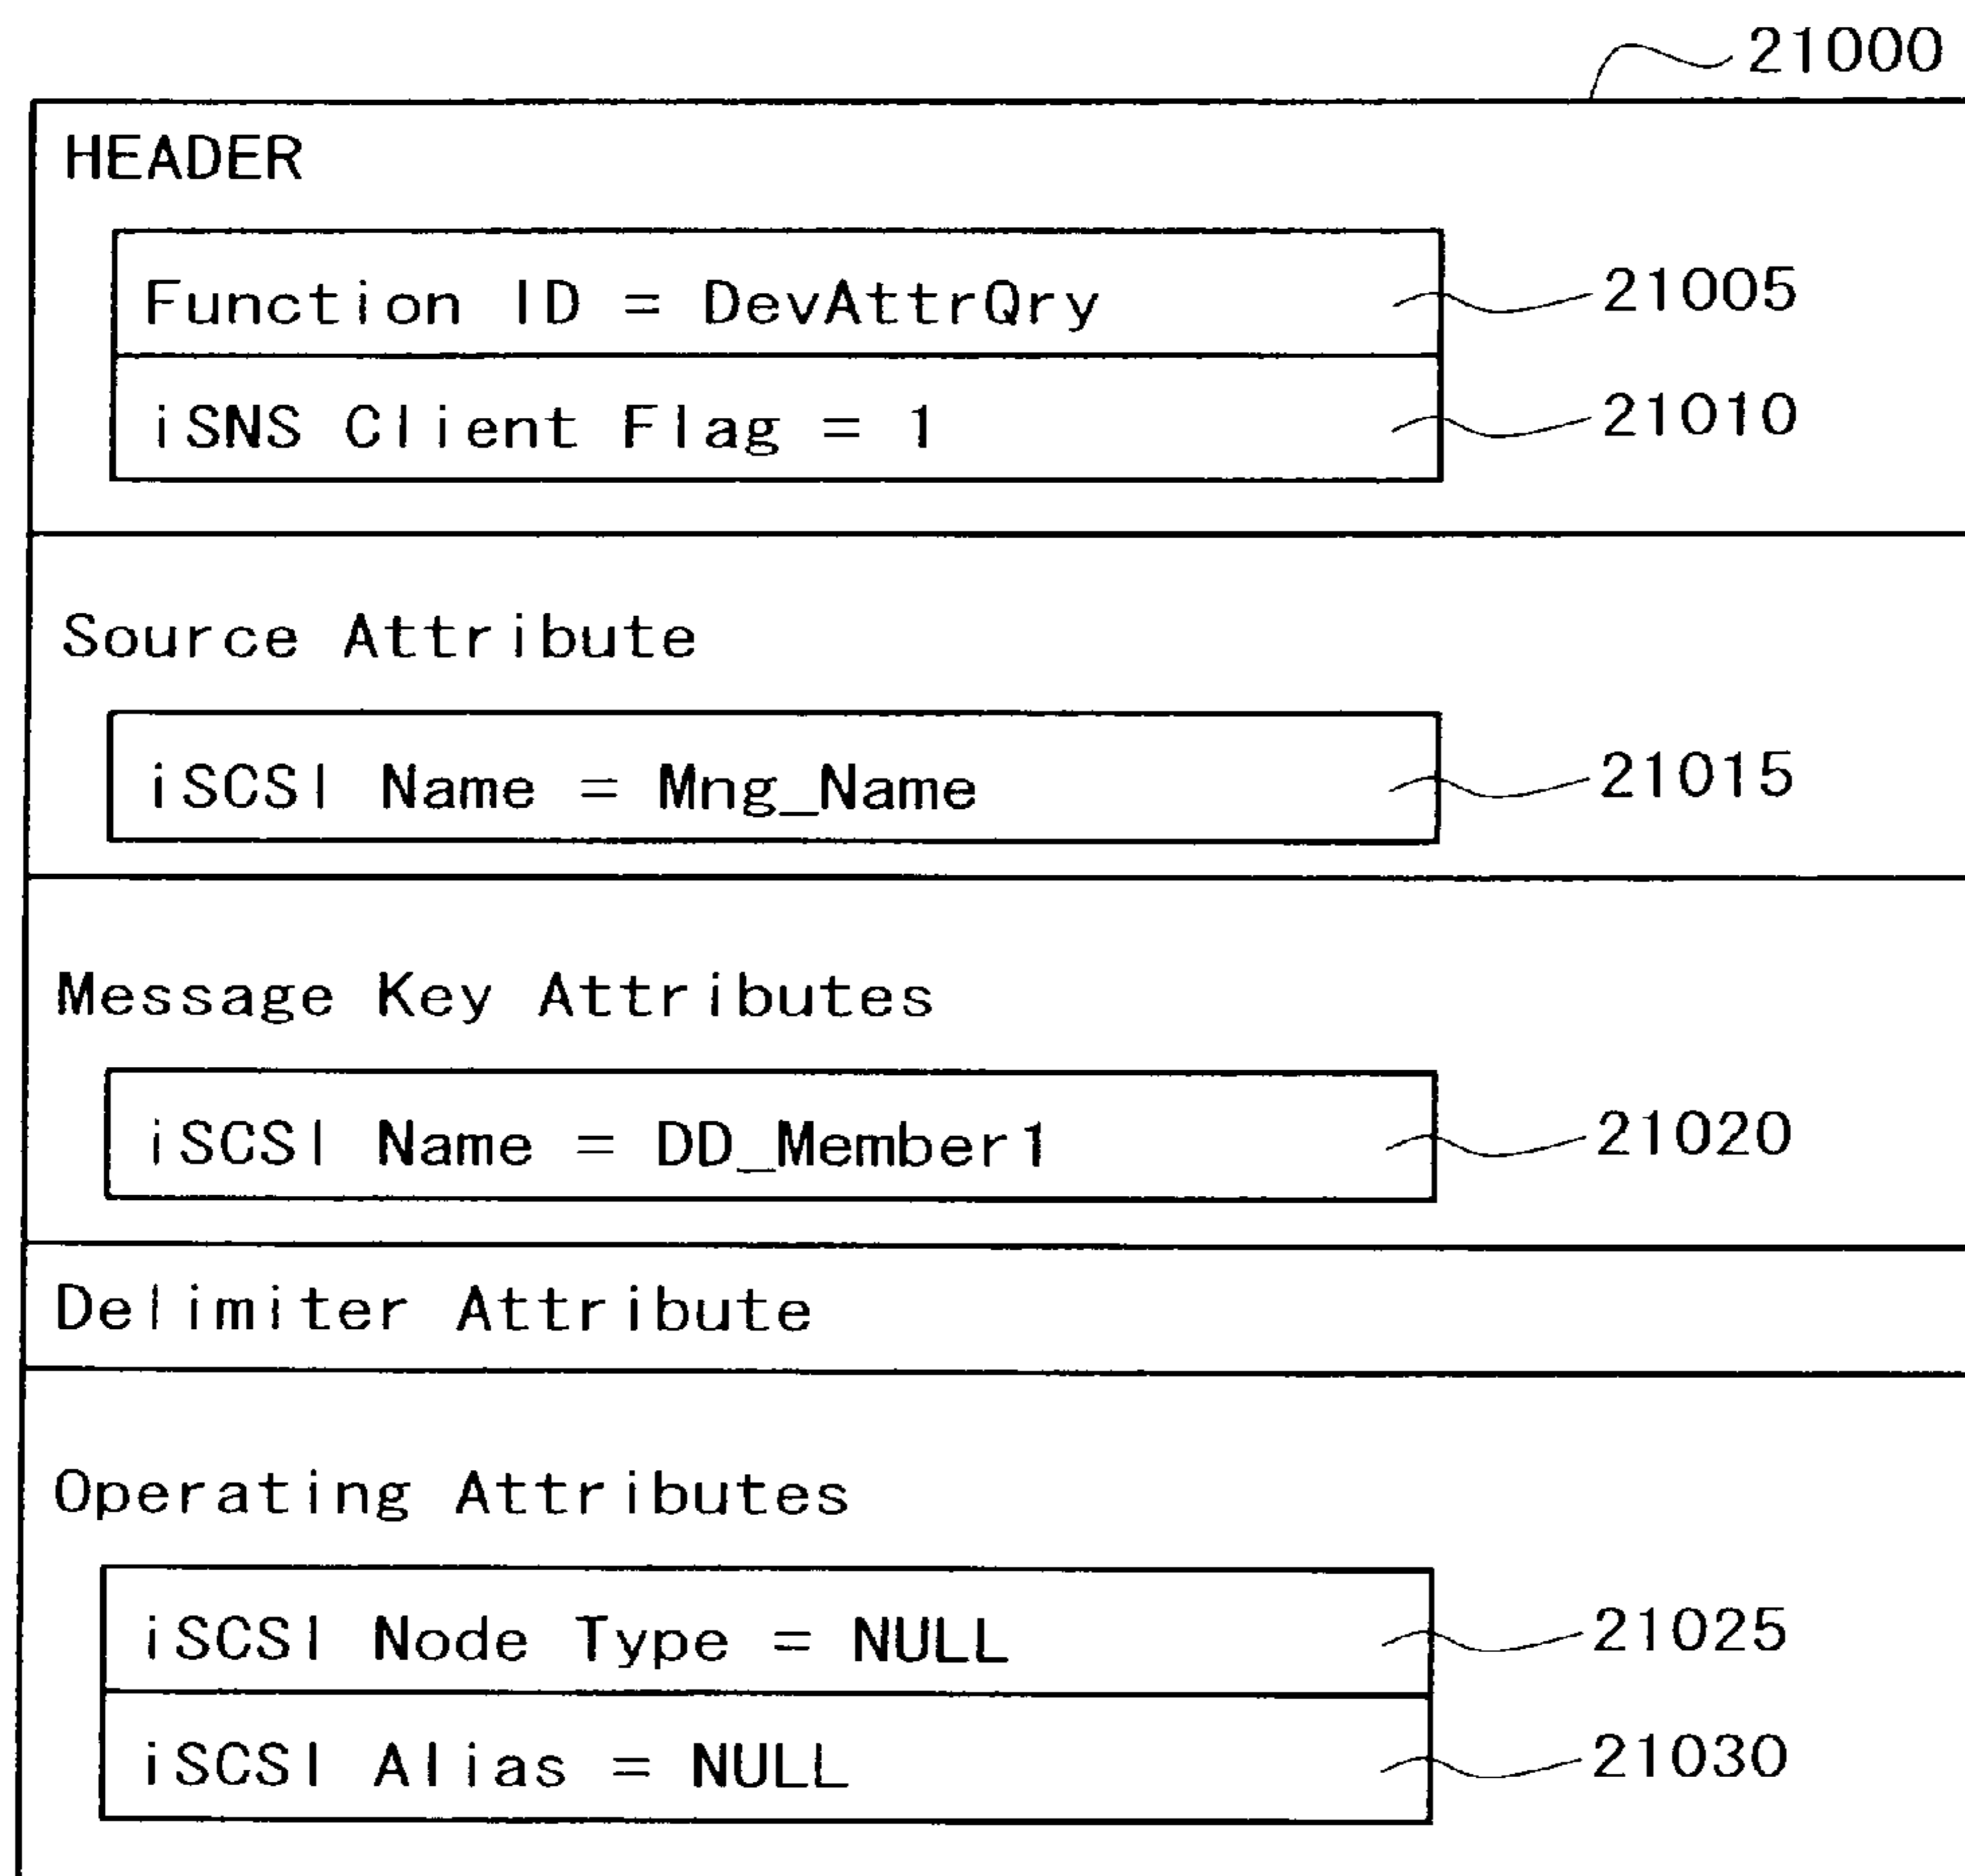 21000
HEADER
Function ID = DevAttrQry 21005
iSNS Client Flag = 1 21010
Source Attribute
iSCSI Name = Mng_Name 21015
Message Key Attributes
iSCSI Name = DD_Member1 21020
Delimiter Attribute
Operating Attributes
iSCSI Node Type = NULL 21025
iSCSI Alias = NULL 21030